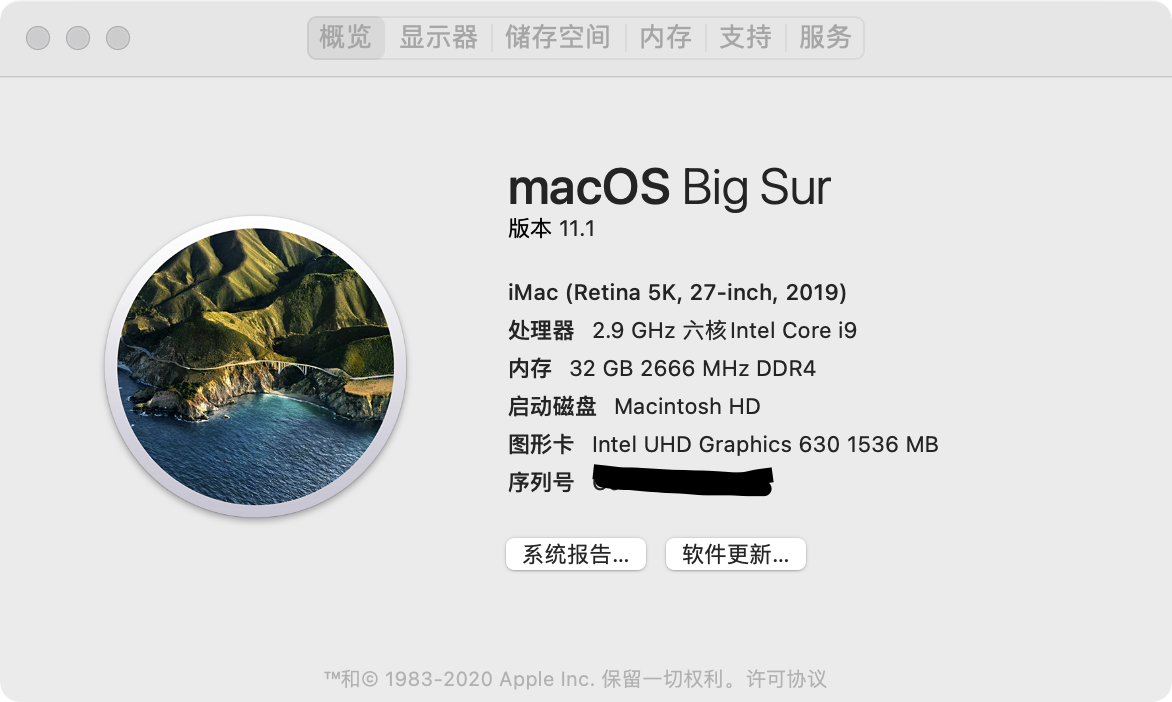 概览 显示器 储存空间 内存 支持 服务
macOS Big Sur
版本 11.1
iMac (Retina 5K, 27-inch, 2019)
处理器 2.9 GHz 六核Intel Core i9
内存 32 GB 2666 MHz DDR4
启动磁盘 Macintosh HD
图形卡 Intel UHD Graphics 630 1536 MB
序列号
系统报告... 软件更新...
™和© 1983-2020 Apple Inc. 保留一切权利。许可协议